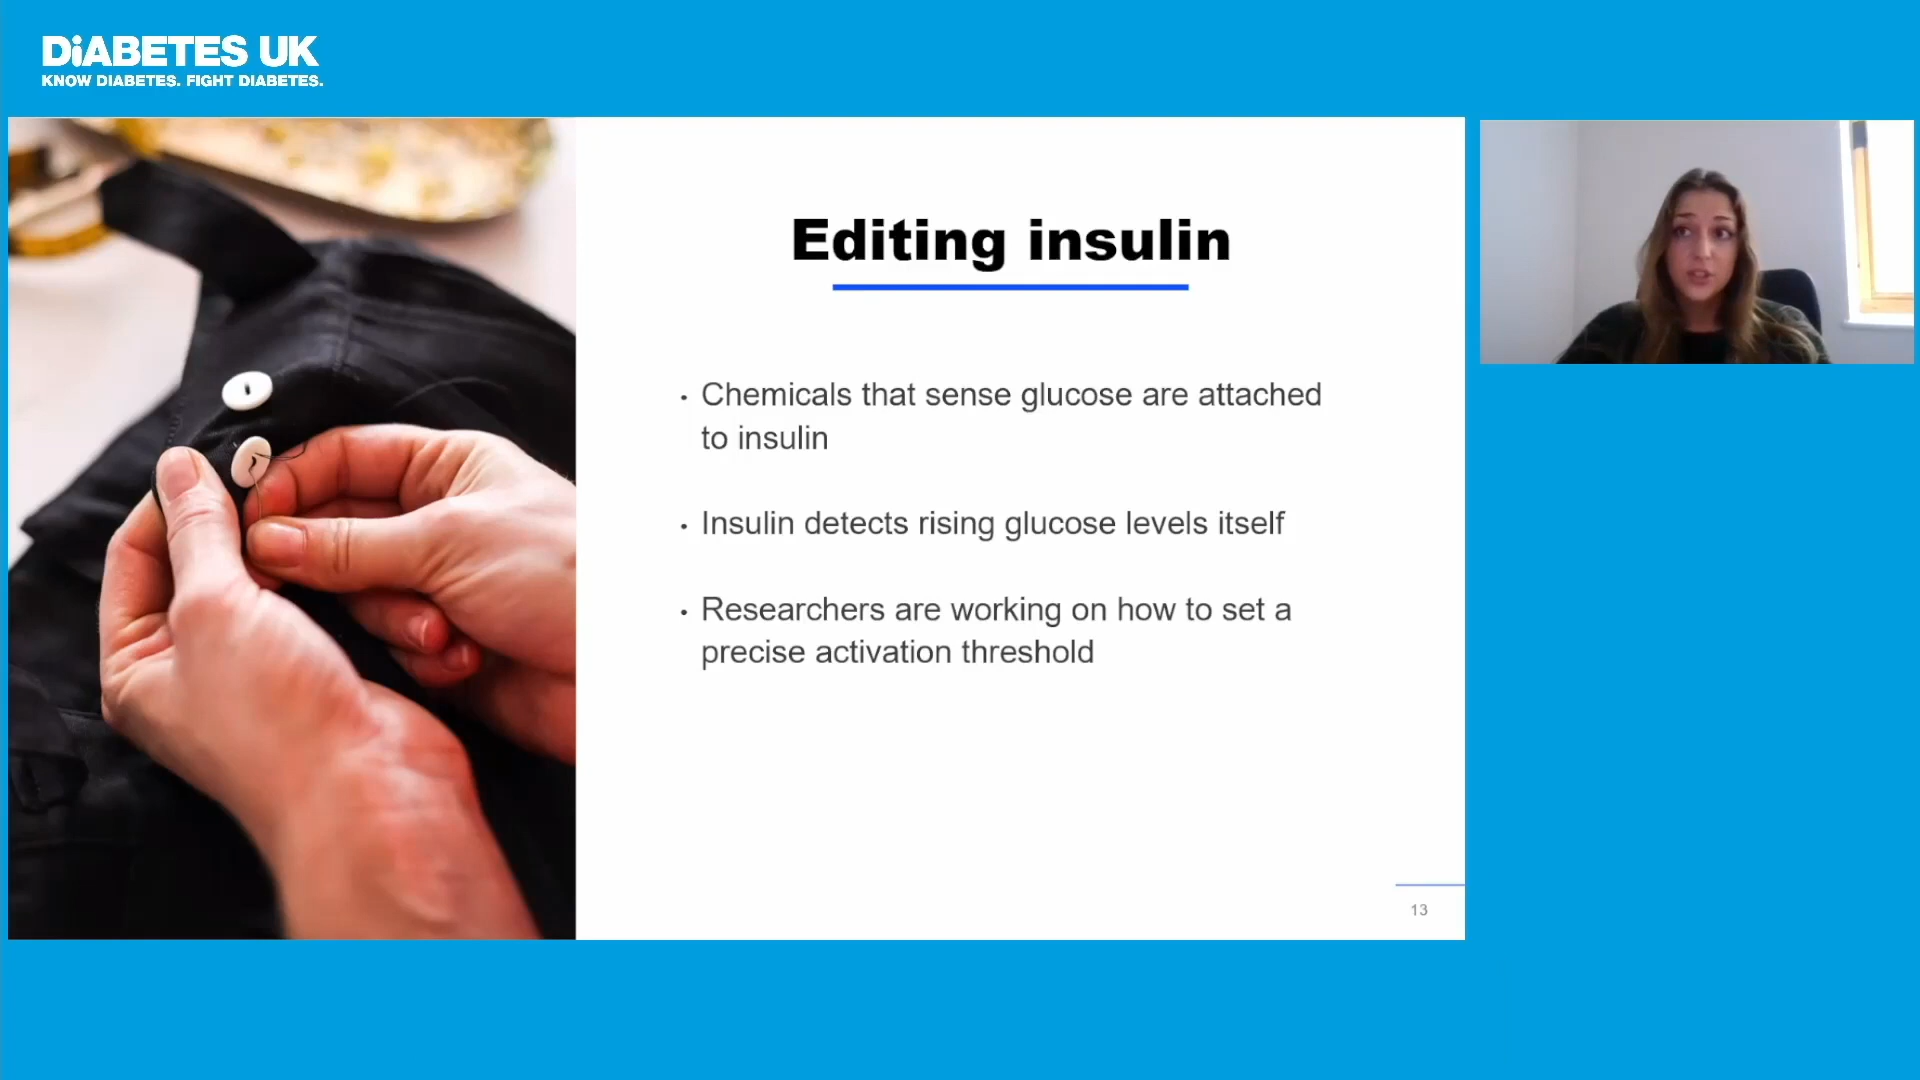 DiABETES UK
KNOW DIABETES. FIGHT DIABETES.
Editing insulin
• Chemicals that sense glucose are attached
to insulin
• Insulin detects rising glucose levels itself
• Researchers are working on how to set a
precise activation threshold
13